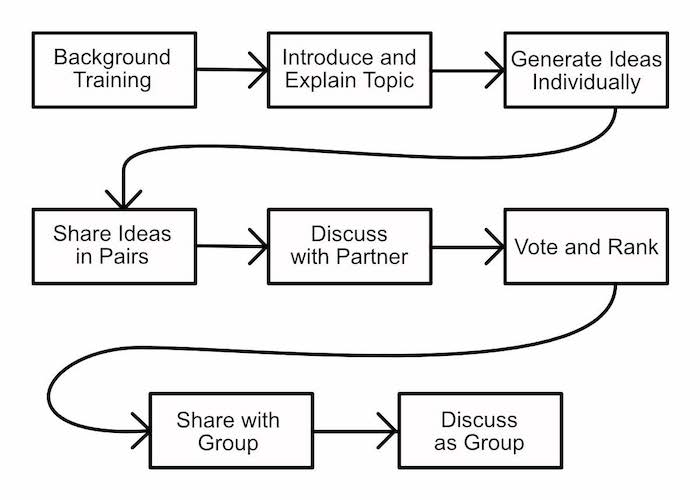 Background
Training
Introduce and
Explain Topic
Generate Ideas
Individually
Share Ideas
in Pairs
Discuss
with Partner
Vote and Rank
Share with
Group
Discuss
as Group